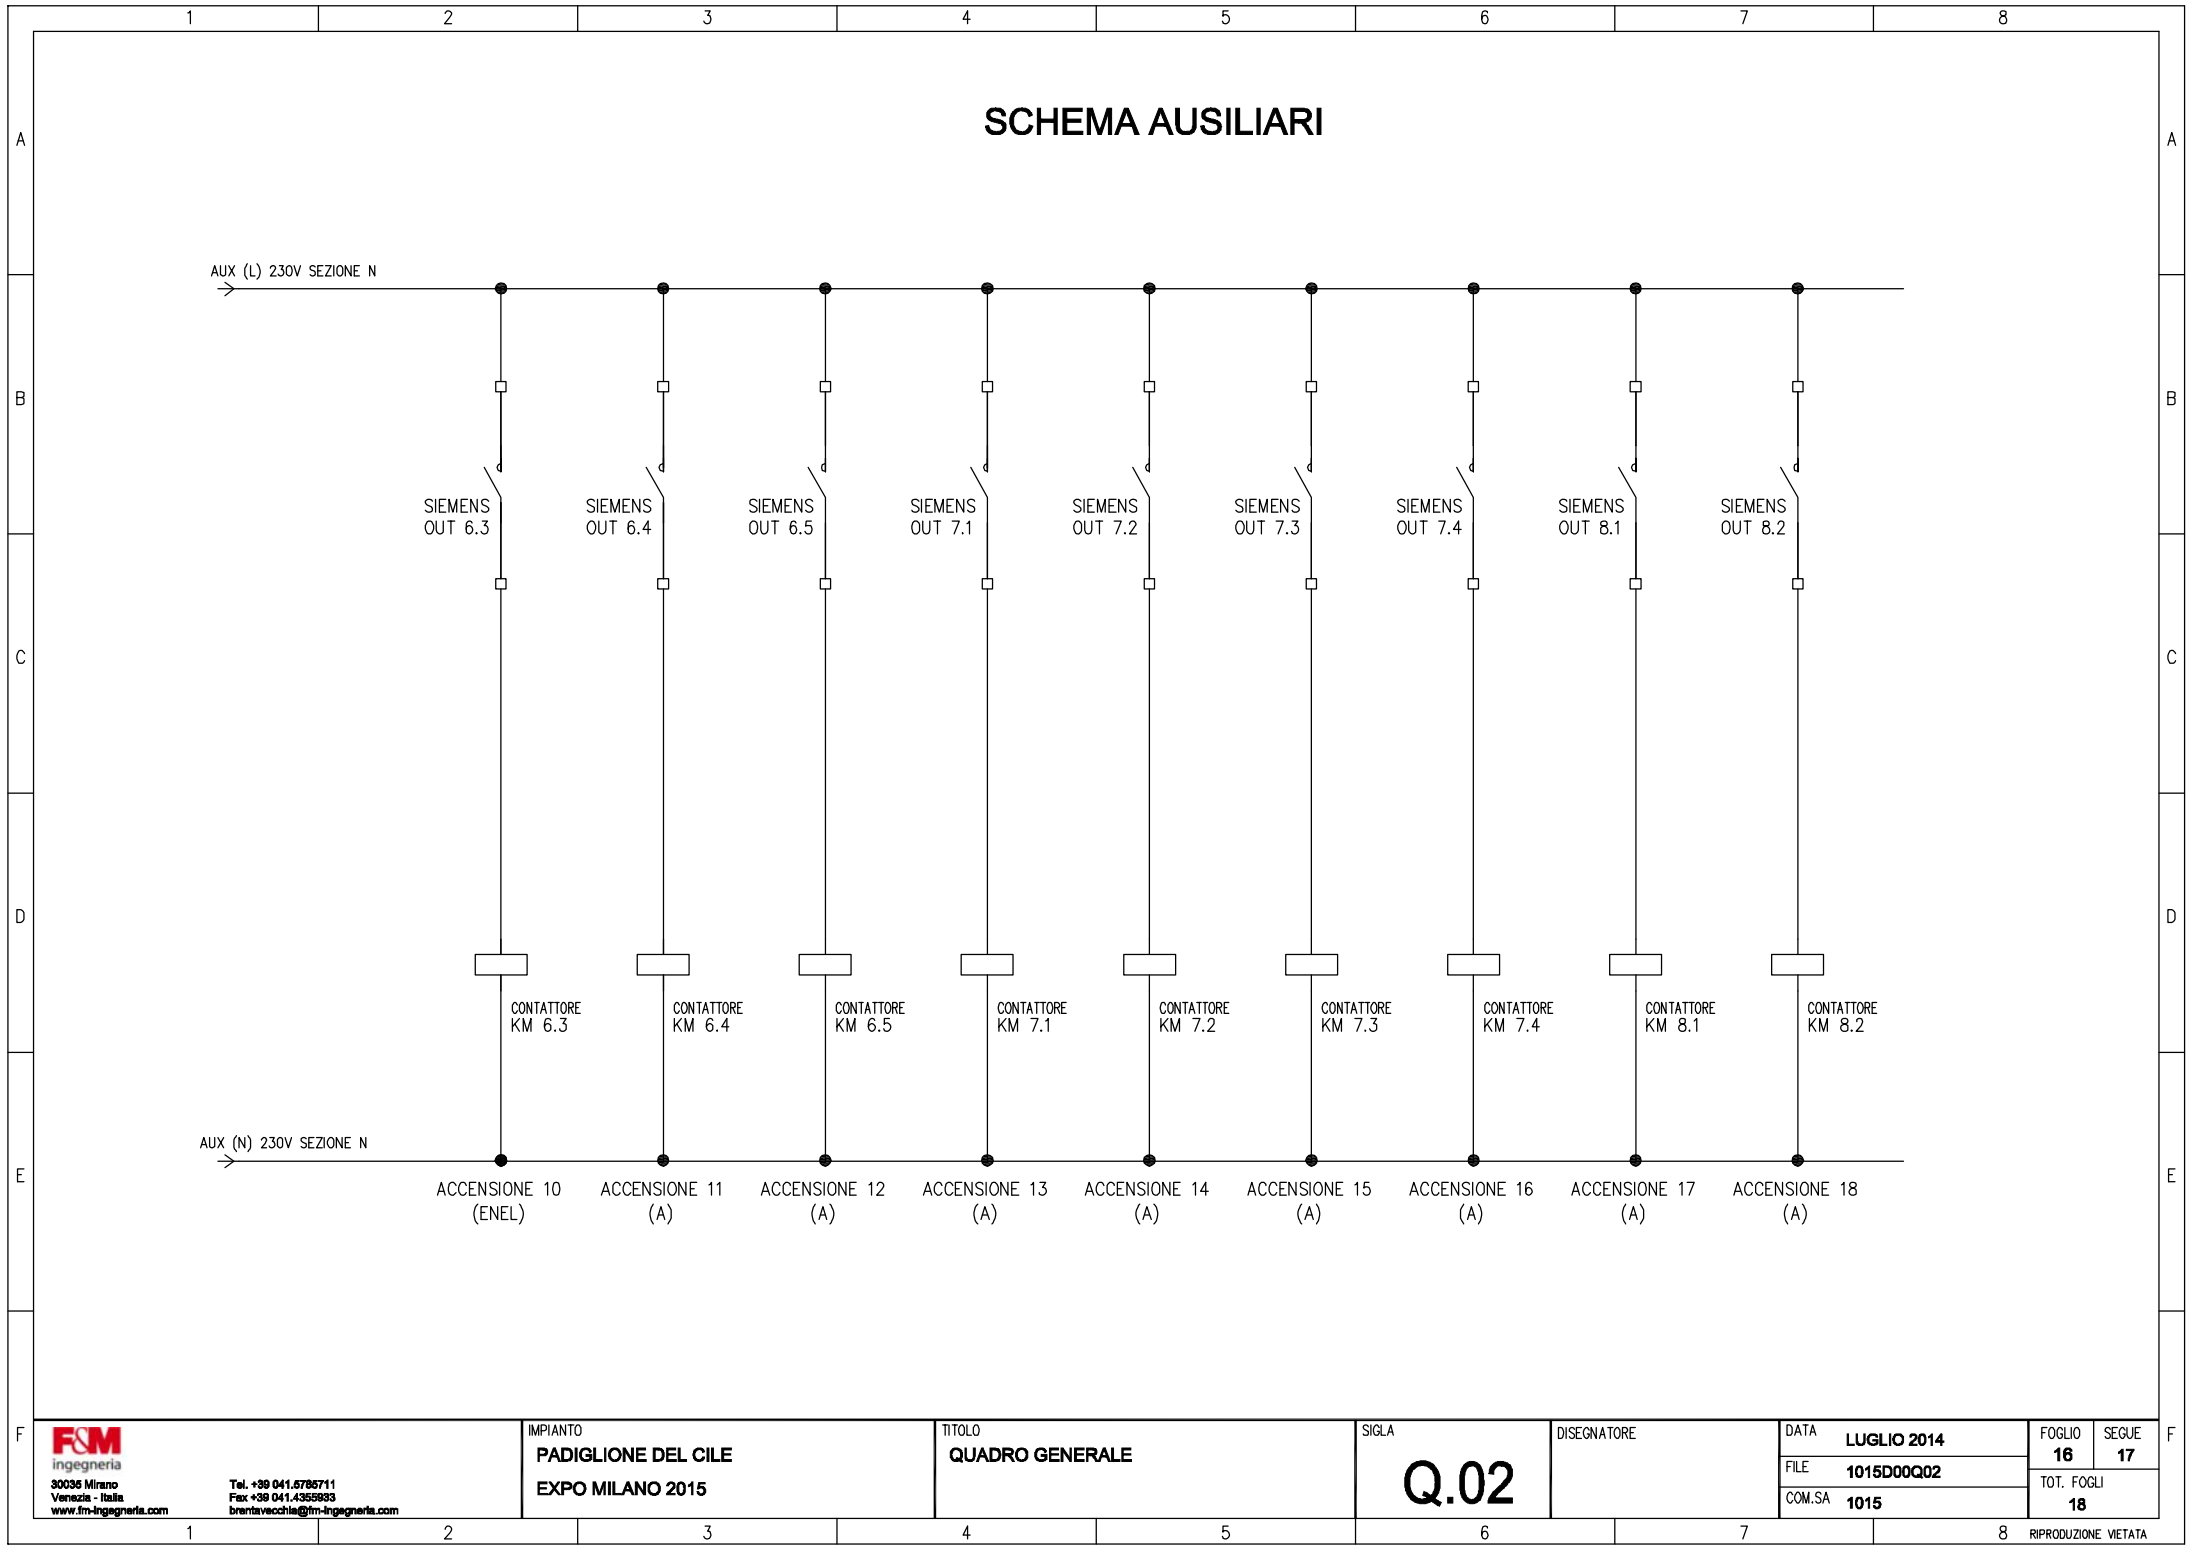 1 2 3 4 5 6 7 8
SCHEMA AUSILIARI
A A
AUX (L) 230V SEZIONE N
B B
SIEMENS SIEMENS SIEMENS SIEMENS SIEMENS SIEMENS SIEMENS SIEMENS SIEMENS
OUT 6.3 OUT 6.4 OUT 6.5 OUT 7.1 OUT 7.2 OUT 7.3 OUT 7.4 OUT 8.1 OUT 8.2
C C
D D
CONTATTORE CONTATTORE CONTATTORE CONTATTORE CONTATTORE CONTATTORE CONTATTORE CONTATTORE CONTATTORE
KM 6.3 KM 6.4 KM 6.5 KM 7.1 KM 7.2 KM 7.3 KM 7.4 KM 8.1 KM 8.2
AUX (N) 230V SEZIONE N
E E
ACCENSIONE 10 ACCENSIONE 11 ACCENSIONE 12 ACCENSIONE 13 ACCENSIONE 14 ACCENSIONE 15 ACCENSIONE 16 ACCENSIONE 17 ACCENSIONE 18
(ENEL) (A) (A) (A) (A) (A) (A) (A) (A)
F F
F&M
ingegneria
30035 Mirano
Venezia - Italia
www.fm-ingegneria.com
Tel. +39 041.5785711
Fax +39 041.4355933
brentavecchia@fm-ingegneria.com
IMPIANTO
PADIGLIONE DEL CILE
EXPO MILANO 2015
TITOLO
QUADRO GENERALE
SIGLA
Q.02
DISEGNATORE
DATA LUGLIO 2014
FILE 1015D00Q02
COM.SA 1015
FOGLIO SEGUE
16 17
TOT. FOGLI
18
1 2 3 4 5 6 7 8
RIPRODUZIONE VIETATA